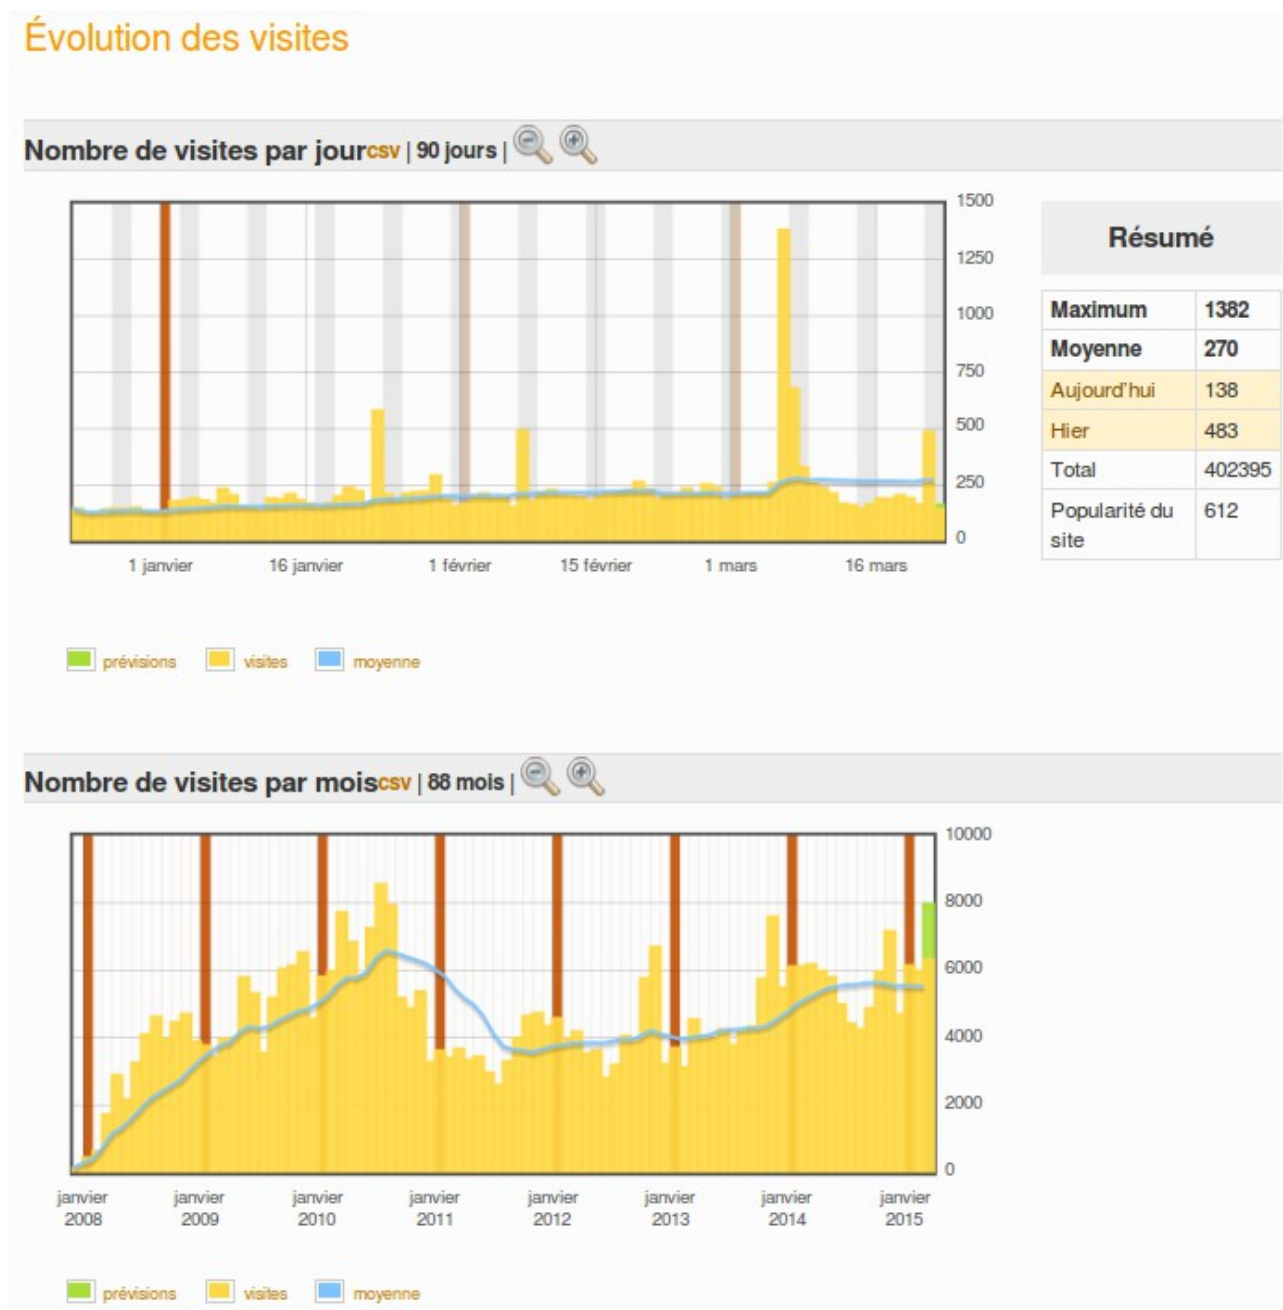 Évolution des visites
Nombre de visites par jourcsv | 90 jours |
1500
1250
1000
750
500
250
0
1 janvier 16 janvier 1 février 15 février 1 mars 16 mars
prévisions visites moyenne
Résumé
Maximum 1382
Moyenne 270
Aujourd'hui 138
Hier 483
Total 402395
Popularité du 612
site
Nombre de visites par moiscsv | 88 mois |
10000
8000
6000
4000
2000
0
janvier janvier janvier janvier janvier janvier janvier janvier
2008 2009 2010 2011 2012 2013 2014 2015
prévisions visites moyenne